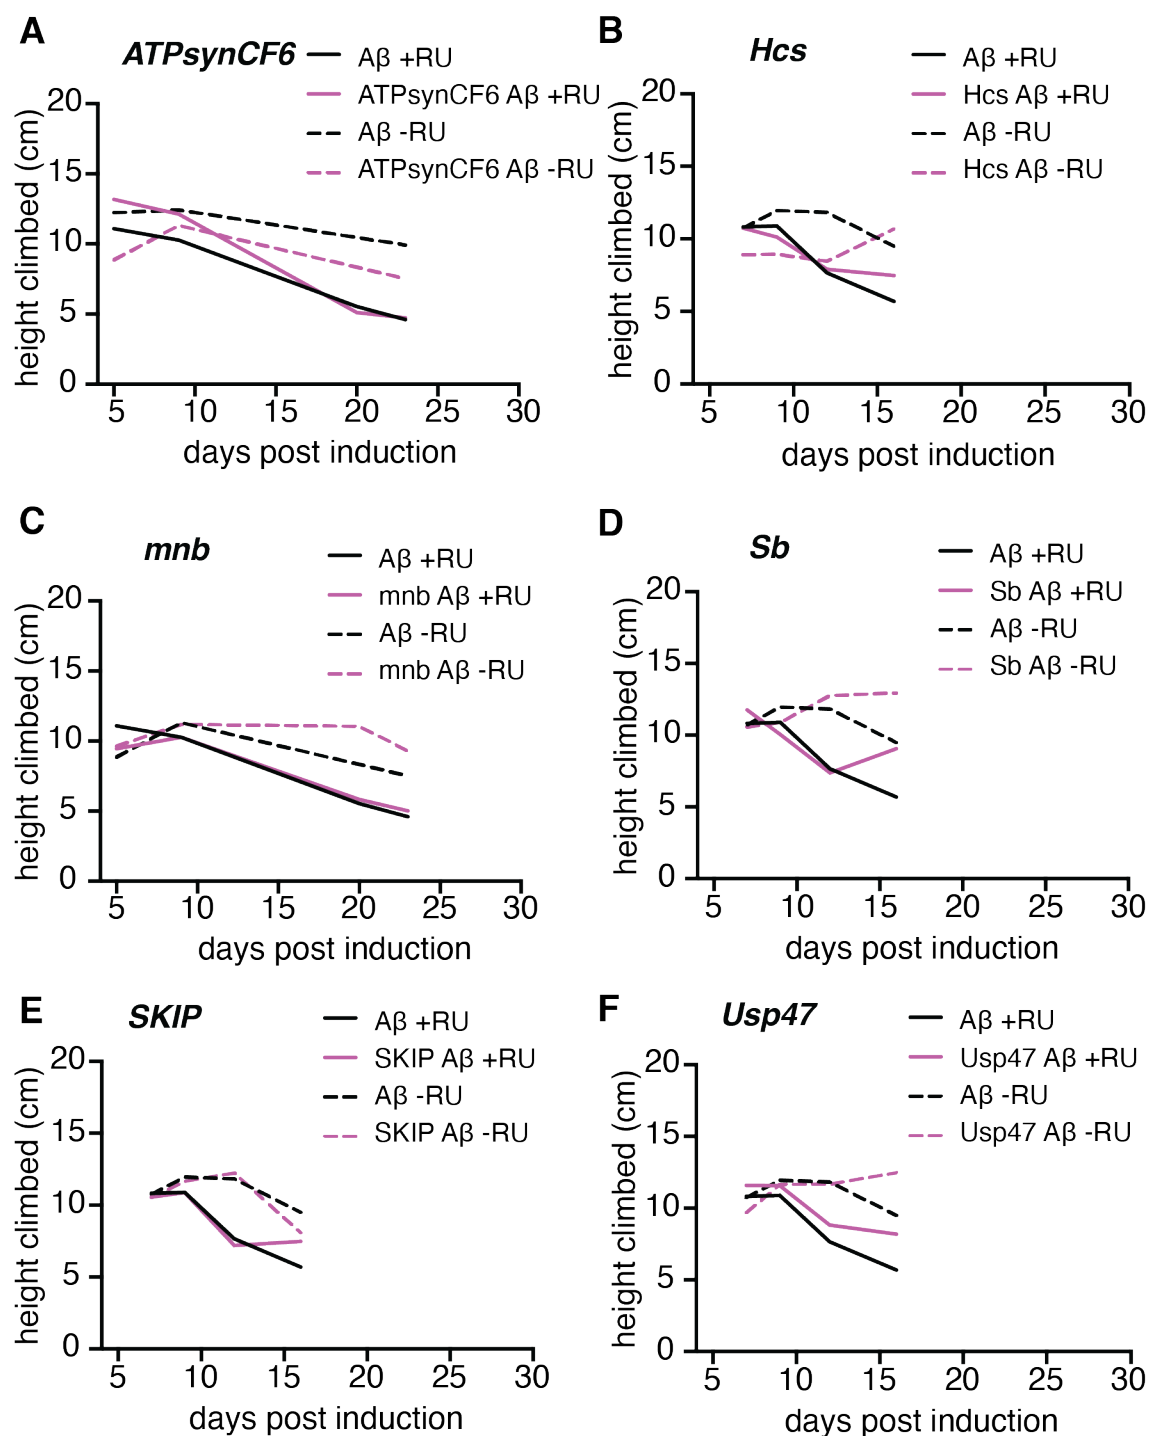 A
ATPsynCF6
Aβ +RU
ATPsynCF6 Aβ +RU
Aβ -RU
ATPsynCF6 Aβ -RU
height climbed (cm)
20
15
10
5
0
5 10 15 20 25 30
days post induction
B
Hcs
Aβ +RU
Hcs Aβ +RU
Aβ -RU
Hcs Aβ -RU
height climbed (cm)
20
15
10
5
0
5 10 15 20 25 30
days post induction
C
mnb
Aβ +RU
mnb Aβ +RU
Aβ -RU
mnb Aβ -RU
height climbed (cm)
20
15
10
5
0
5 10 15 20 25 30
days post induction
D
Sb
Aβ +RU
Sb Aβ +RU
Aβ -RU
Sb Aβ -RU
height climbed (cm)
20
15
10
5
0
5 10 15 20 25 30
days post induction
E
SKIP
Aβ +RU
SKIP Aβ +RU
Aβ -RU
SKIP Aβ -RU
height climbed (cm)
20
15
10
5
0
5 10 15 20 25 30
days post induction
F
Usp47
Aβ +RU
Usp47 Aβ +RU
Aβ -RU
Usp47 Aβ -RU
height climbed (cm)
20
15
10
5
0
5 10 15 20 25 30
days post induction